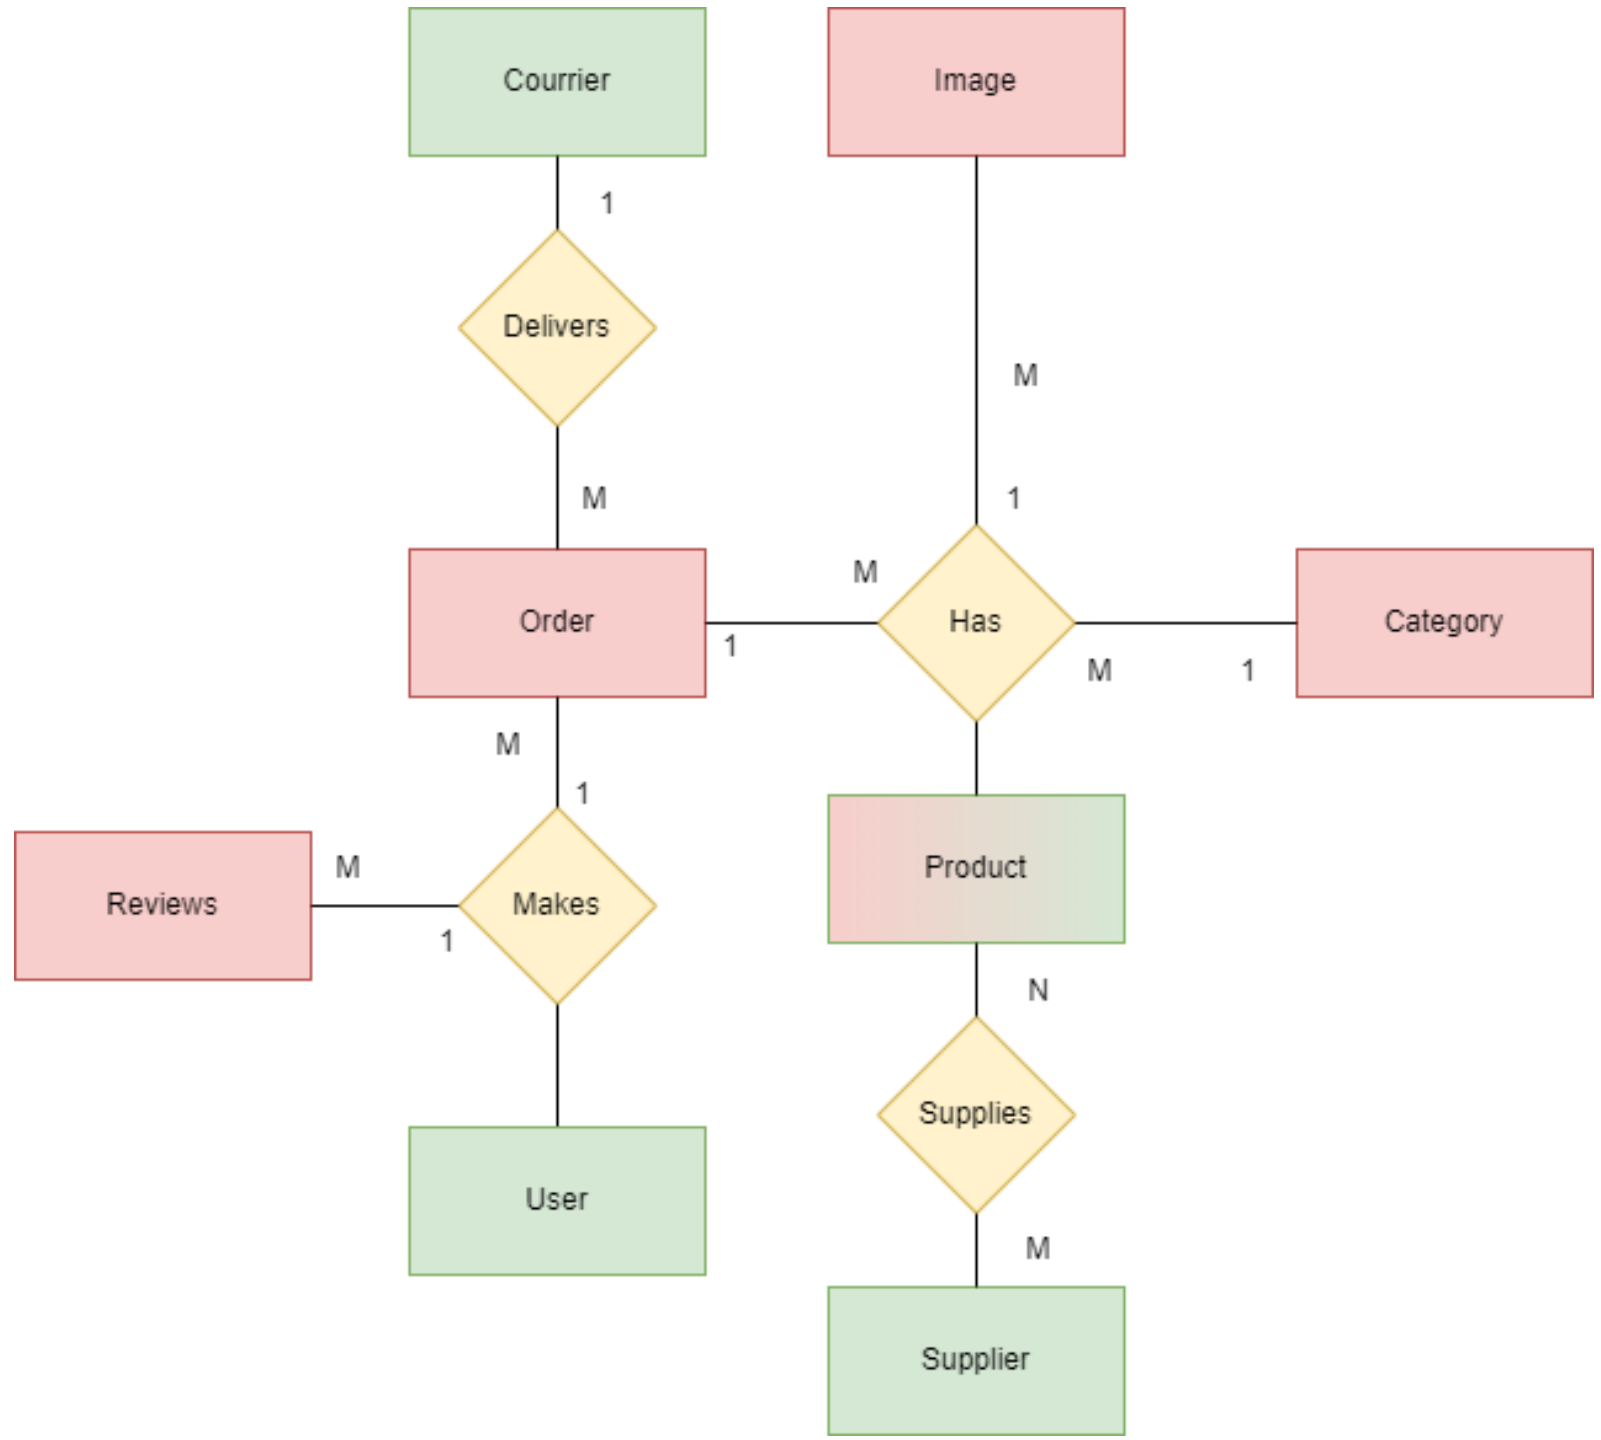 Courrier
Image
1
Delivers
M
M
1
M
Order
1
Has
M
1
Category
M
1
Reviews
M
1
Makes
Product
N
Supplies
User
M
Supplier